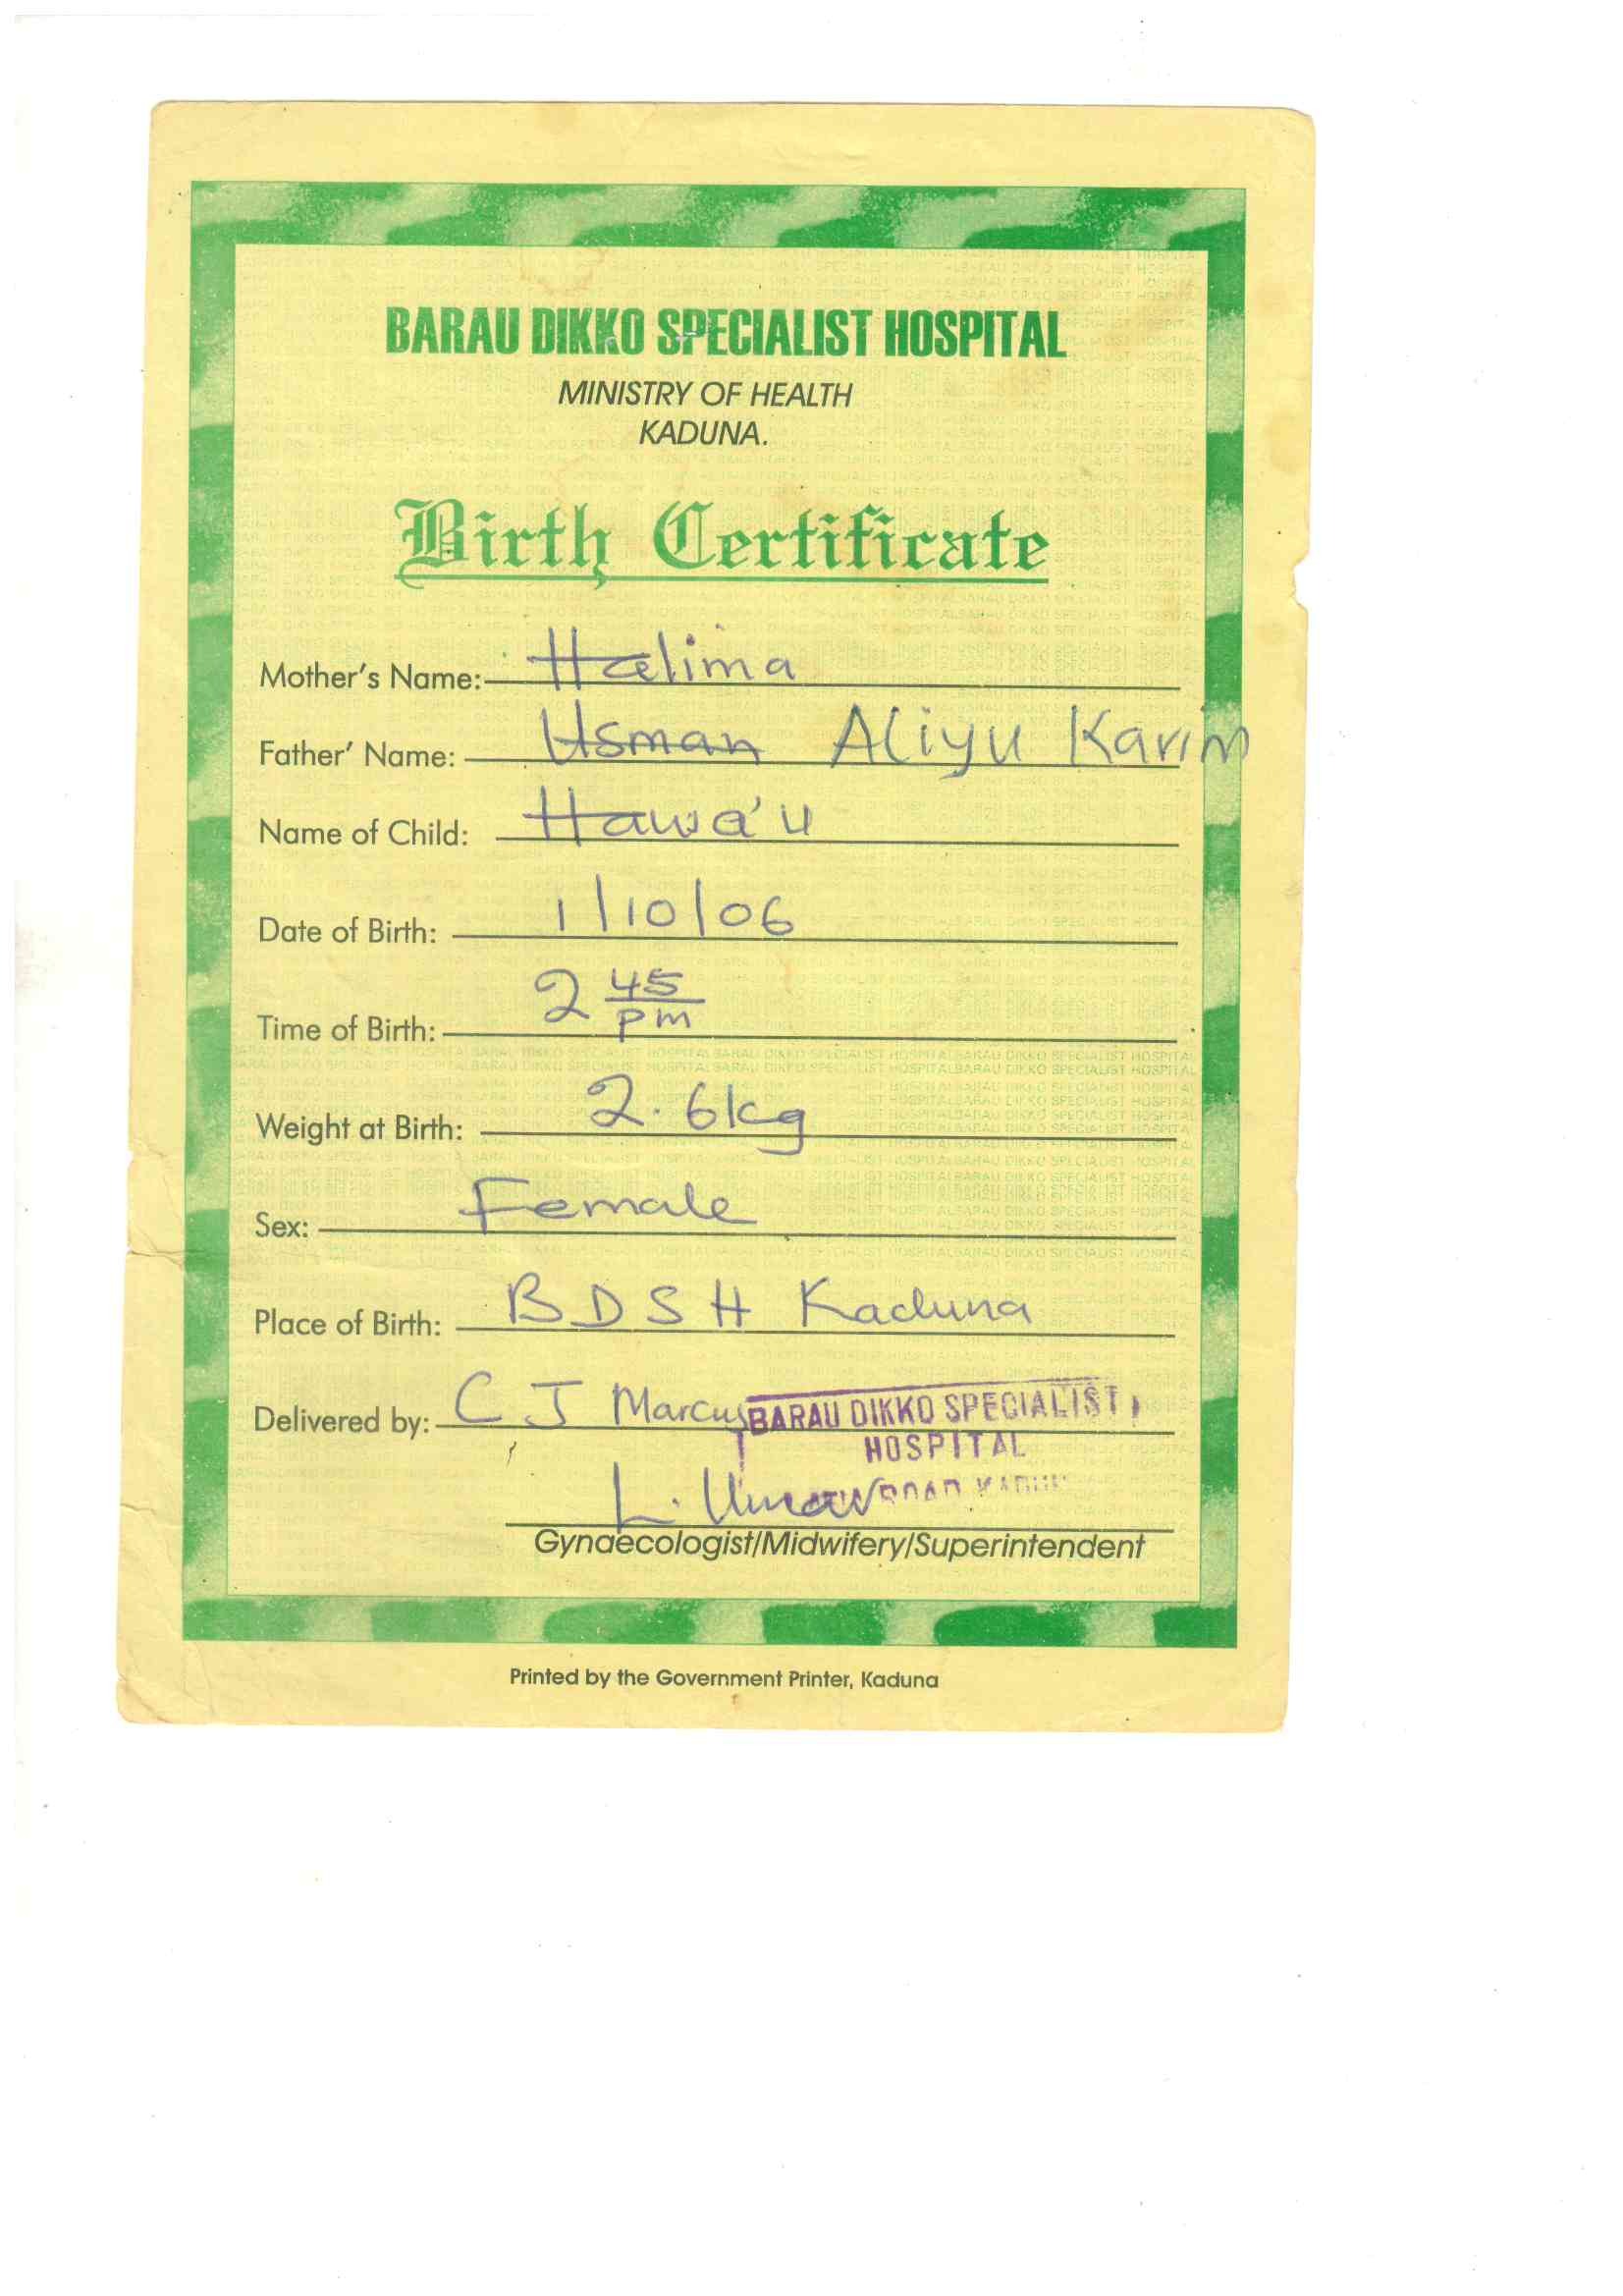 BARAU DIKKO SPECIALIST HOSPITAL
MINISTRY OF HEALTH
KADUNA.
Birth Certificate
Mother's Name: Halima
Father' Name: Usman Aliyu Karim
Name of Child: Hawa'u
Date of Birth: 1/10/06
Time of Birth: 2 45 pm
Weight at Birth: 2.6kg
Sex: Female
Place of Birth: BDSH Kaduna
Delivered by: C J Marcus
BARAU DIKKO SPECIALIST
HOSPITAL
ROAD
L. Umar
Gynaecologist/Midwifery/Superintendent
Printed by the Government Printer, Kaduna